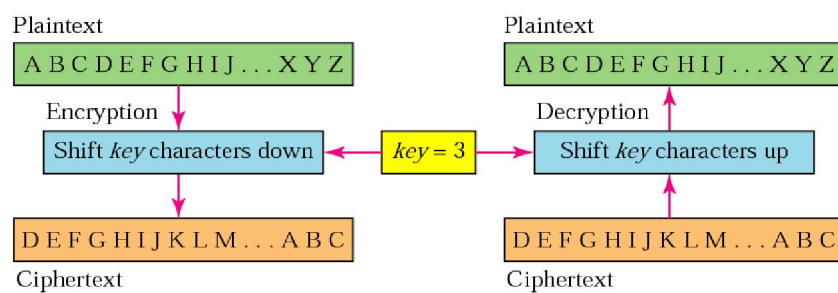 Plaintext
A B C D E F G H I J . . . X Y Z
Encryption
Shift key characters down
D E F G H I J K L M . . . A B C
Ciphertext
key = 3
Plaintext
A B C D E F G H I J . . . X Y Z
Decryption
Shift key characters up
D E F G H I J K L M . . . A B C
Ciphertext